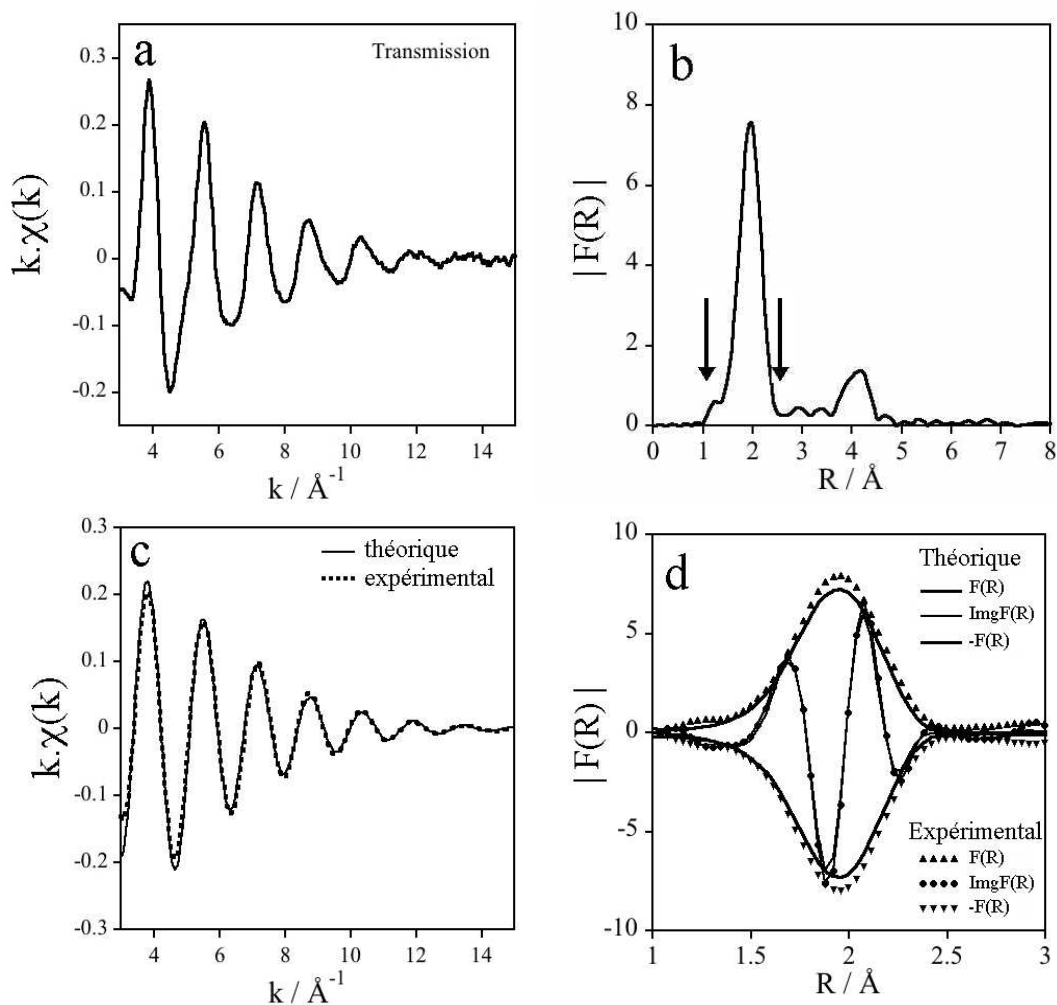 a
Transmission
0.3
0.2
0.1
0
-0.1
-0.2
k.χ(k)
4 6 8 10 12 14
k / Å⁻¹
b
10
8
6
4
2
0
|F(R)|
0 1 2 3 4 5 6 7 8
R / Å
c
théorique
expérimental
0.3
0.2
0.1
0
-0.1
-0.2
-0.3
k.χ(k)
4 6 8 10 12 14
k / Å⁻¹
d
Théorique
F(R)
ImgF(R)
-F(R)
10
5
0
-5
-10
|F(R)|
Expérimental
F(R)
ImgF(R)
-F(R)
1 1.5 2 2.5 3
R / Å